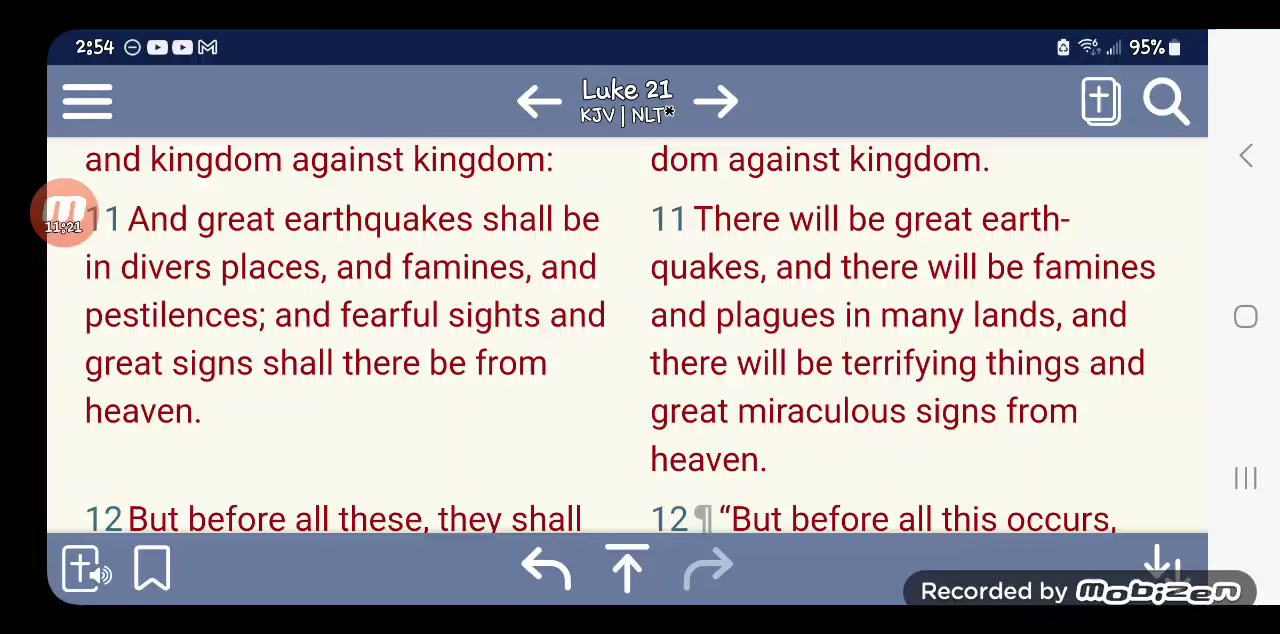 2:54 95%
Luke 21
KJV | NLT*
and kingdom against kingdom:
11 And great earthquakes shall be
in divers places, and famines, and
pestilences; and fearful sights and
great signs shall there be from
heaven.
12 But before all these, they shall
dom against kingdom.
11 There will be great earth-
quakes, and there will be famines
and plagues in many lands, and
there will be terrifying things and
great miraculous signs from
heaven.
12 ¶ “But before all this occurs,
11:21
Recorded by mobizen